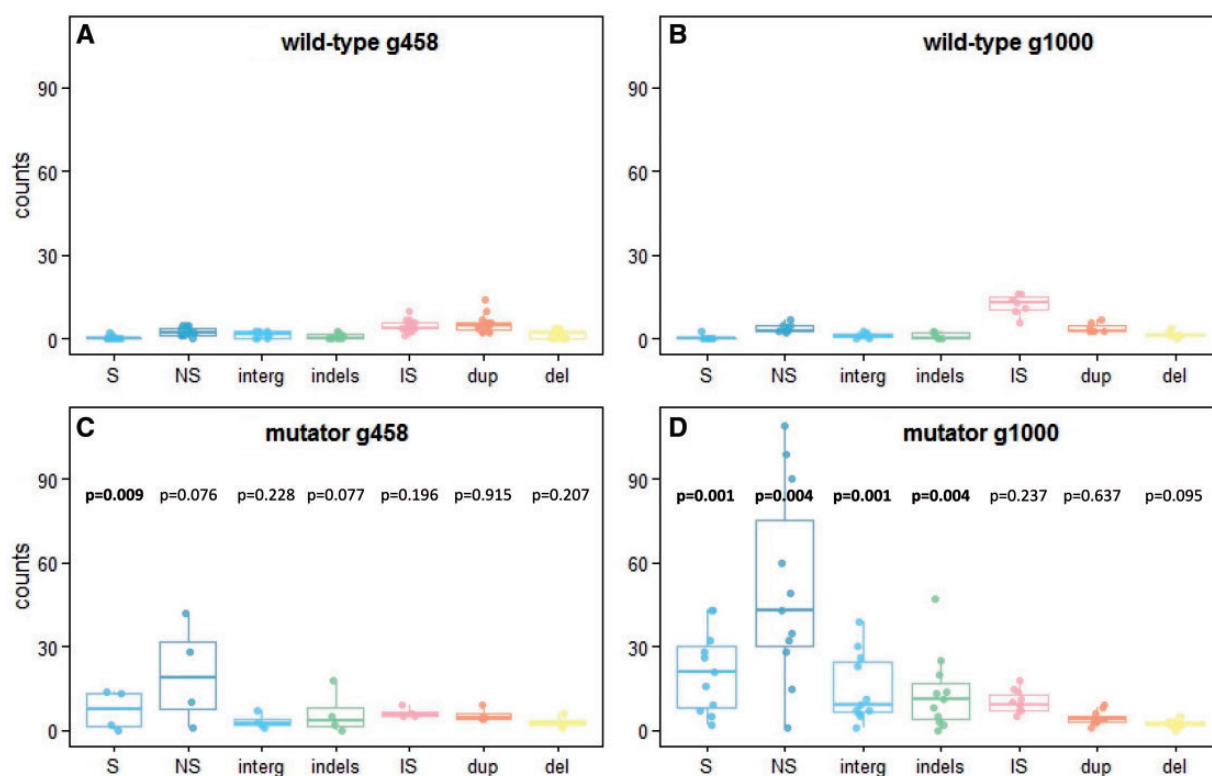 A
wild-type g458
counts
90
60
30
0
S NS interg indels IS dup del
B
wild-type g1000
90
60
30
0
S NS interg indels IS dup del
C
mutator g458
counts
90
60
30
0
p=0.009 p=0.076 p=0.228 p=0.077 p=0.196 p=0.915 p=0.207
S NS interg indels IS dup del
D
mutator g1000
90
60
30
0
p=0.001 p=0.004 p=0.001 p=0.004 p=0.237 p=0.637 p=0.095
S NS interg indels IS dup del